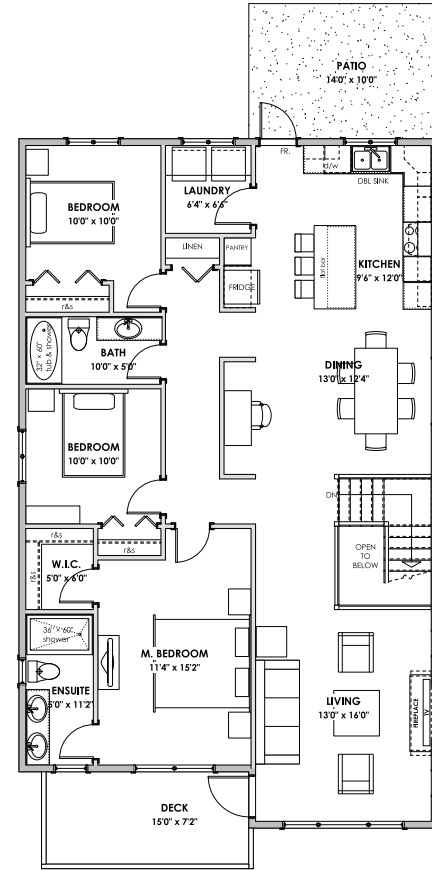 PATIO
14'0" x 10'0"
FR.
d/w
DBL SINK
LAUNDRY
6'4" x 6'6"
BEDROOM
10'0" x 10'0"
LINEN
PANTRY
FRIDGE
flat bar
KITCHEN
9'6" x 12'0"
r&s
32" x 60"
tub & shower
BATH
10'0" x 5'0"
DINING
13'0" x 12'4"
BEDROOM
10'0" x 10'0"
DN
r&s
r&s
r&s
W.I.C.
5'0" x 6'0"
OPEN
TO
BELOW
36" x 60"
shower
M. BEDROOM
11'4" x 15'2"
ENSUITE
5'0" x 11'2"
LIVING
13'0" x 16'0"
FIREPLACE
TV
DECK
15'0" x 7'2"